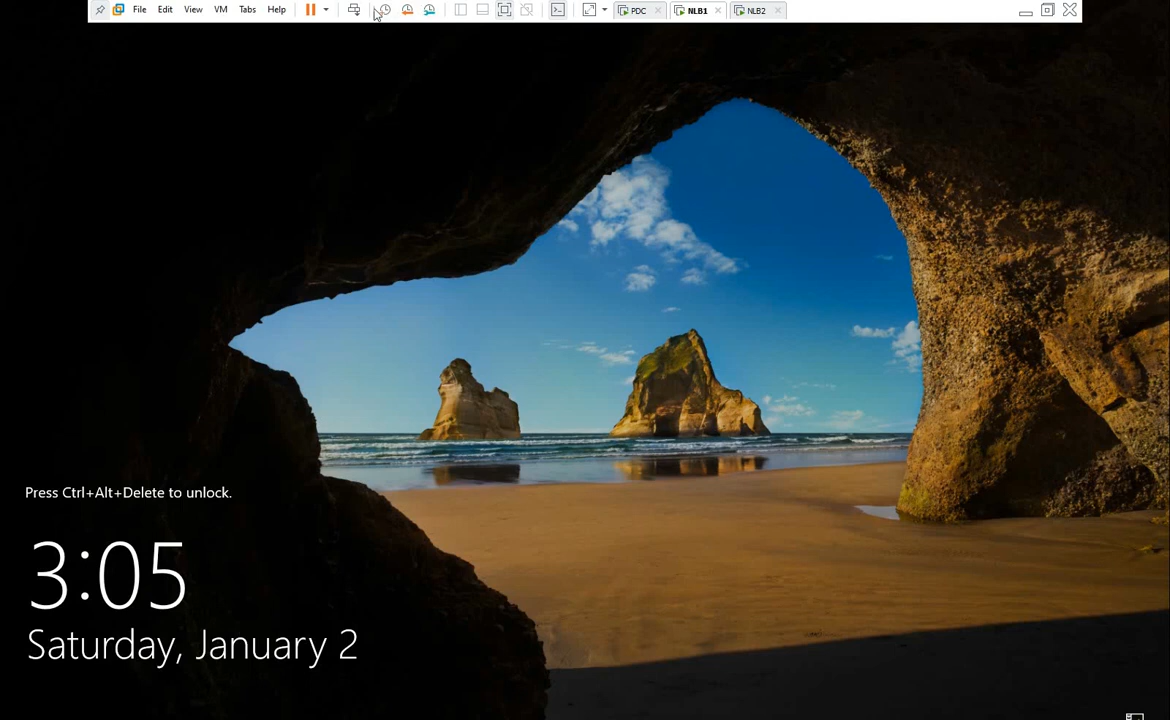 File Edit View VM Tabs Help PDC NLB1 NLB2
Press Ctrl+Alt+Delete to unlock.
3:05
Saturday, January 2